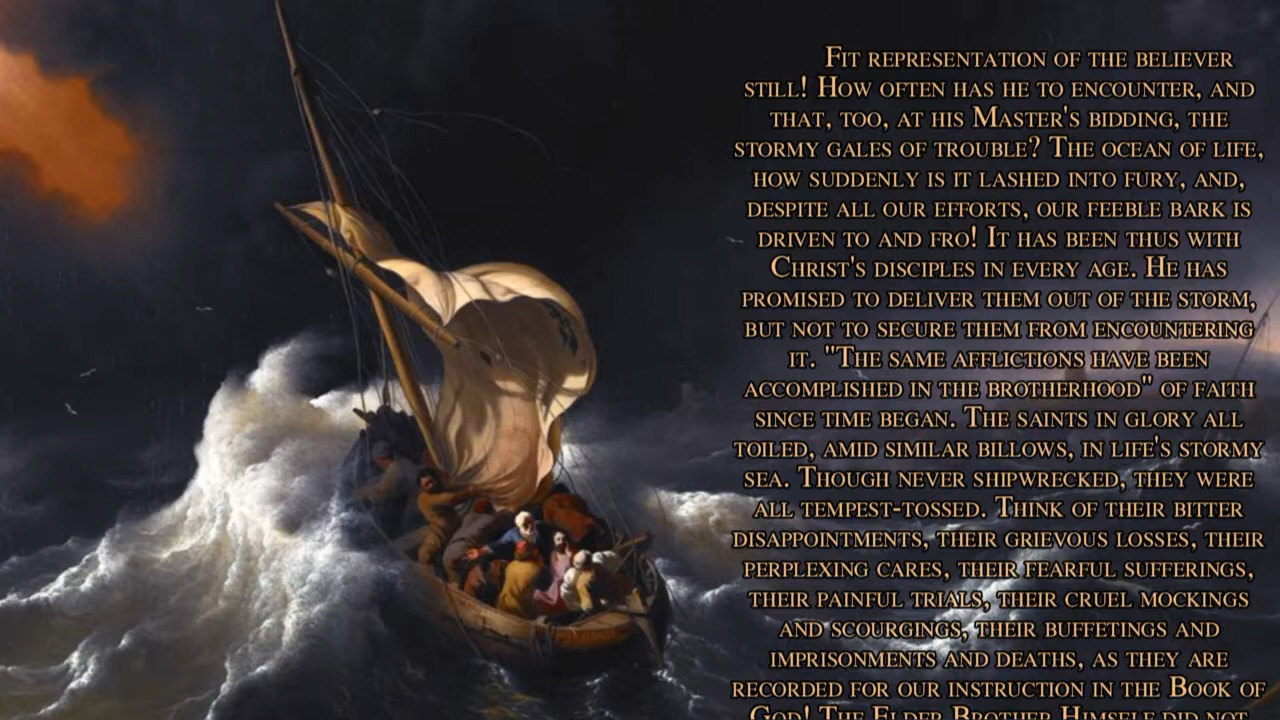 Fit representation of the believer
still! How often has he to encounter, and
that, too, at his Master's bidding, the
stormy gales of trouble? The ocean of life,
how suddenly is it lashed into fury, and,
despite all our efforts, our feeble bark is
driven to and fro! It has been thus with
Christ's disciples in every age. He has
promised to deliver them out of the storm,
but not to secure them from encountering
it. "The same afflictions have been
accomplished in the brotherhood" of faith
since time began. The saints in glory all
toiled, amid similar billows, in life's stormy
sea. Though never shipwrecked, they were
all tempest-tossed. Think of their bitter
disappointments, their grievous losses, their
perplexing cares, their fearful sufferings,
their painful trials, their cruel mockings
and scourgings, their buffetings and
imprisonments and deaths, as they are
recorded for our instruction in the Book of
God! The Elder Brother Himself did not